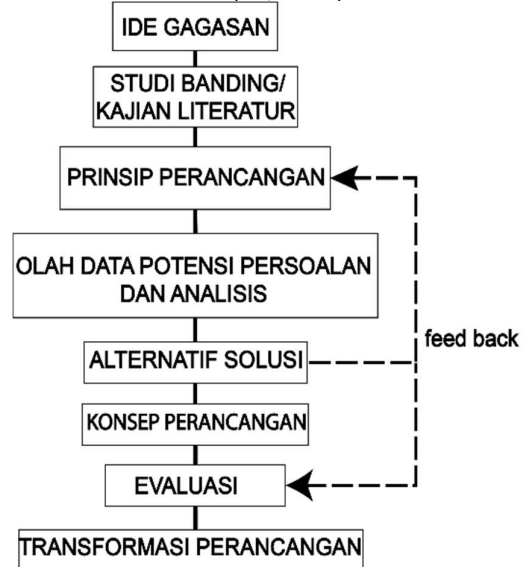 IDE GAGASAN
STUDI BANDING/
KAJIAN LITERATUR
PRINSIP PERANCANGAN
OLAH DATA POTENSI PERSOALAN
DAN ANALISIS
feed back
ALTERNATIF SOLUSI
KONSEP PERANCANGAN
EVALUASI
TRANSFORMASI PERANCANGAN